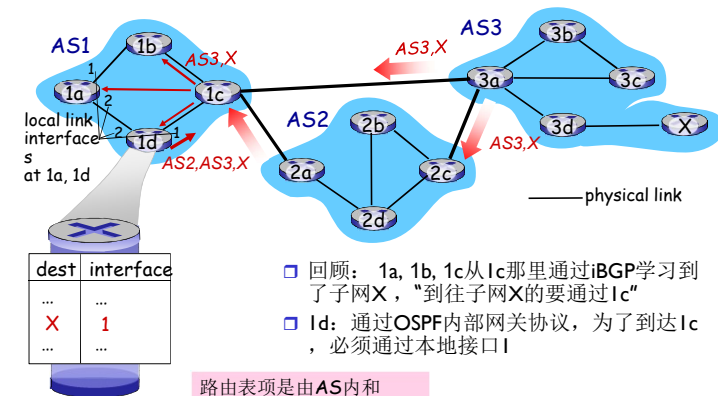 AS1
1b
AS3,X
1
1a
2
1c
local link
interface
s
at 1a, 1d
2
1d
1
AS2,AS3,X
AS3,X
AS3
3b
3a
3c
3d
X
AS3,X
AS2
2b
2a
2c
2d
physical link
dest interface
... ...
X 1
... ...
回顾： 1a, 1b, 1c从1c那里通过iBGP学习到
了子网X ，“到往子网X的要通过1c”
1d：通过OSPF内部网关协议，为了到达1c
，必须通过本地接口1
路由表项是由AS内和